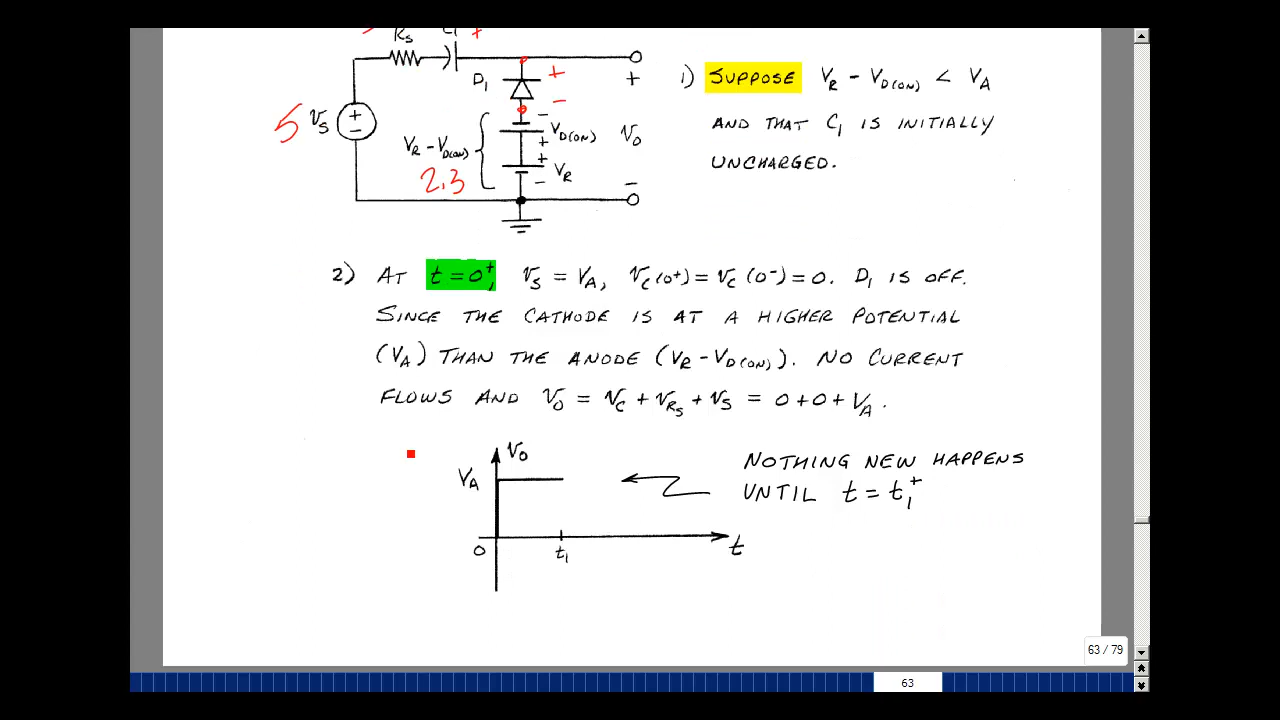 Rs C1 +
D1 + −
5 vs + −
VR − VD(ON)
2.3
− VD(ON) +
+ VR −
+ vo −
1) SUPPOSE VR − VD(ON) < VA
AND THAT C1 IS INITIALLY
UNCHARGED.
2) AT t = 0+, vs = VA, vc(0+) = vc(0−) = 0. D1 IS OFF.
SINCE THE CATHODE IS AT A HIGHER POTENTIAL
(VA) THAN THE ANODE (VR − VD(ON)). NO CURRENT
FLOWS AND vo = vc + vRs + vs = 0 + 0 + VA.
vo
VA
0 t1 t
NOTHING NEW HAPPENS
UNTIL t = t1+
63 / 79
63